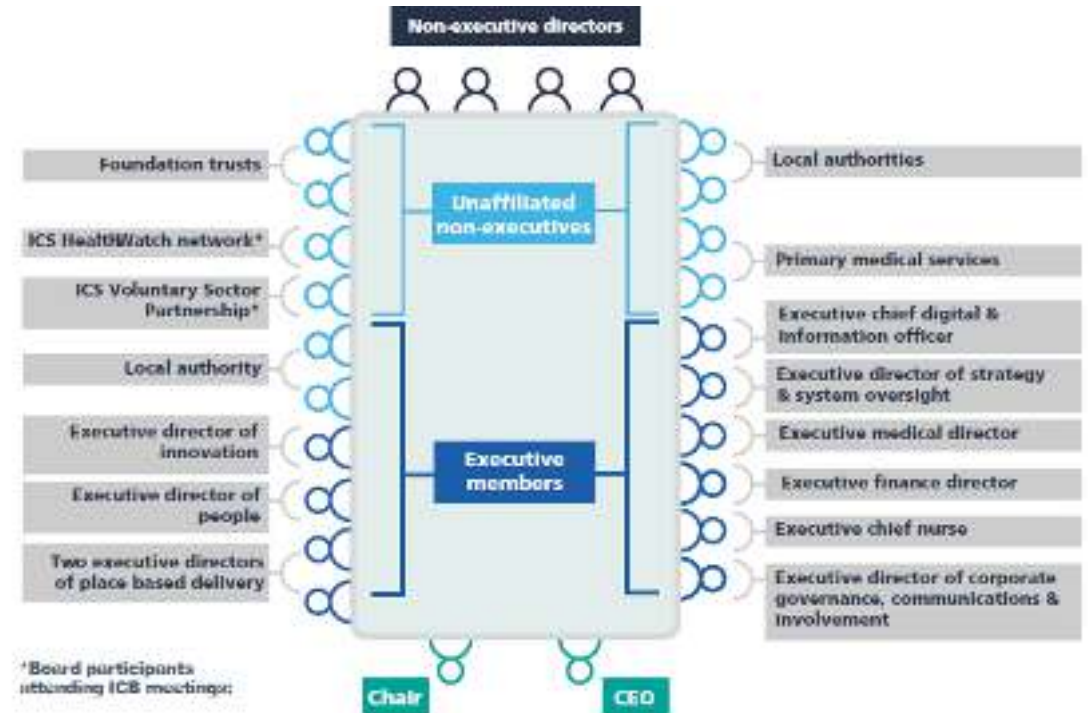 Non-executive directors
Foundation trusts
ICS HealthWatch network*
ICS Voluntary Sector
Partnership*
Local authority
Executive director of
innovation
Executive director of
people
Two executive directors
of place based delivery
Unaffiliated
non-executives
Executive
members
Local authorities
Primary medical services
Executive chief digital &
information officer
Executive director of strategy
& system oversight
Executive medical director
Executive finance director
Executive chief nurse
Executive director of corporate
governance, communications &
involvement
*Board participants
attending ICB meetings:
Chair
CEO